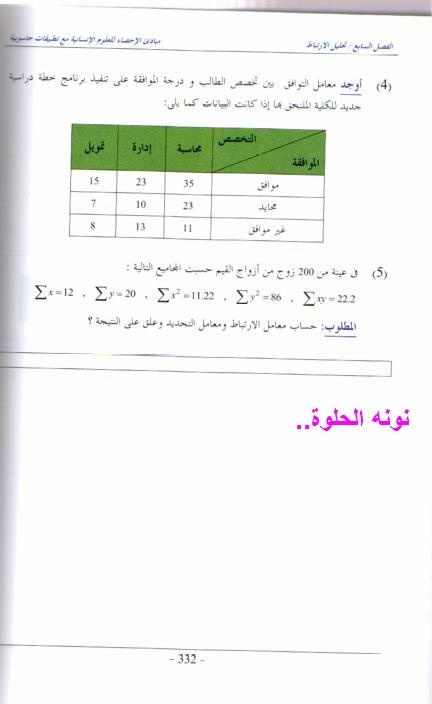 الفصل السابع : تحليل الارتباط
مبادئ الإحصاء للعلوم الإنسانية مع تطبيقات حاسوبية
(4) أوجد معامل التوافق بين تخصص الطالب و درجة الموافقة على تنفيذ برنامج خطة دراسية
جديد للكلية الملتحق بها إذا كانت البيانات كما يلي:
التخصص محاسبة إدارة تمويل
الموافقة
موافق 35 23 15
محايد 23 10 7
غير موافق 11 13 8
(5) في عينة من 200 زوج من أزواج القيم حسبت المجاميع التالية :
∑x=12 , ∑y=20 , ∑x²=11.22 , ∑y²=86 , ∑xy=22.2
المطلوب: حساب معامل الارتباط ومعامل التحديد وعلق على النتيجة ؟
نونه الحلوة..
- 332 -